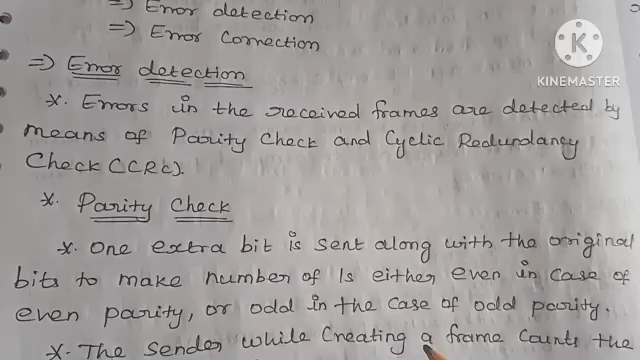 => Error detection
=> Error correction
=> Error detection
*. Errors in the received frames are detected by
means of Parity Check and Cyclic Redundancy
Check (CRC).
*. Parity Check
*. One extra bit is sent along with the original
bits to make number of 1s either even in case of
even parity, or odd in the case of odd parity.
*. The sender while creating a frame counts the
KINEMASTER